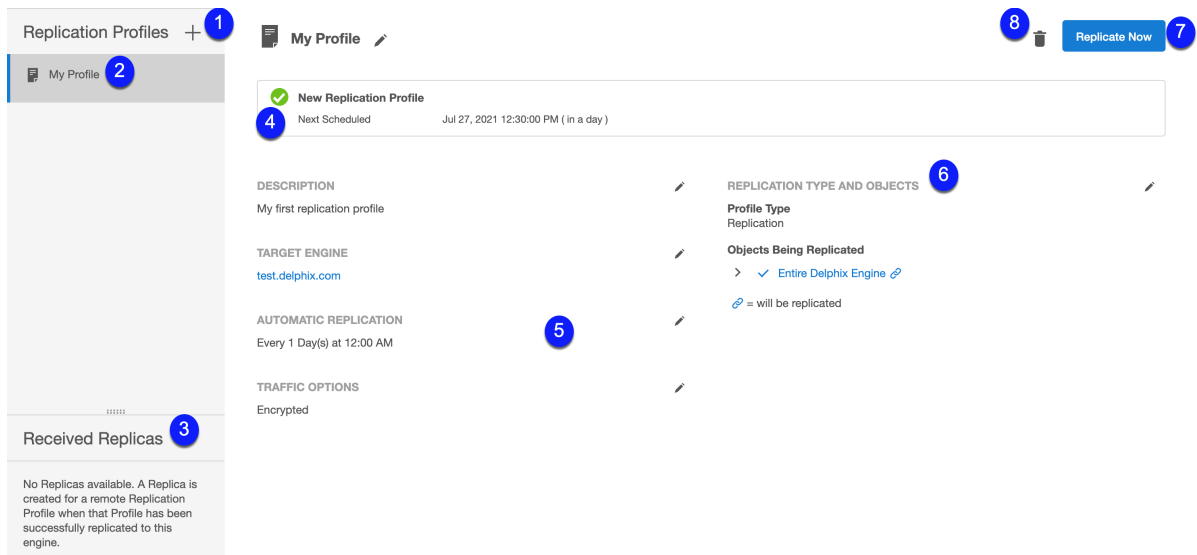 Replication Profiles 1
My Profile 2
Received Replicas 3
No Replicas available. A Replica is
created for a remote Replication
Profile when that Profile has been
successfully replicated to this
engine.
My Profile
8
Replicate Now 7
New Replication Profile
4 Next Scheduled Jul 27, 2021 12:30:00 PM ( in a day )
DESCRIPTION
My first replication profile
TARGET ENGINE
test.delphix.com
AUTOMATIC REPLICATION
Every 1 Day(s) at 12:00 AM
5
TRAFFIC OPTIONS
Encrypted
REPLICATION TYPE AND OBJECTS 6
Profile Type
Replication
Objects Being Replicated
Entire Delphix Engine
= will be replicated